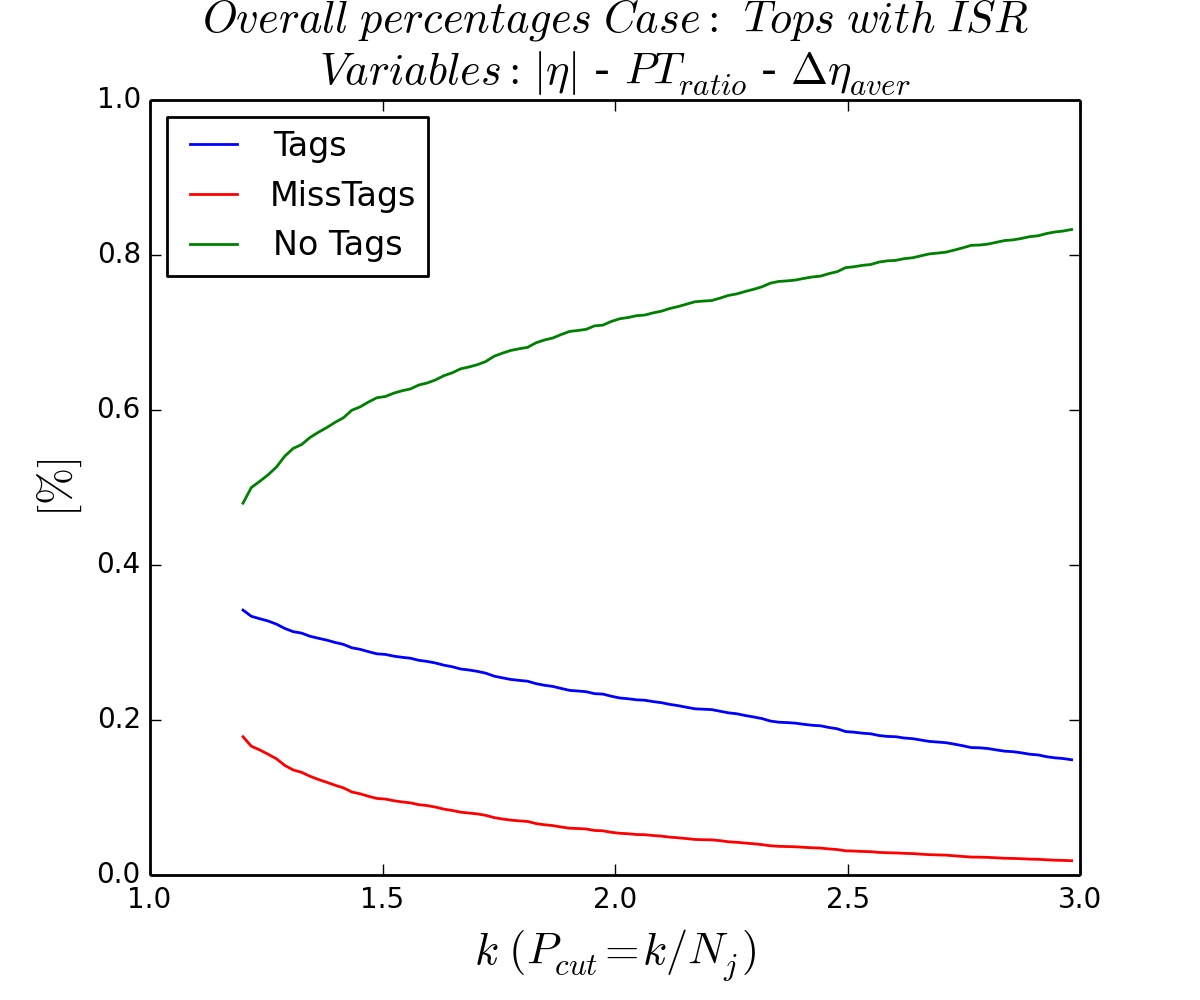 Overall percentages Case: Tops with ISR
Variables: |η| - PT_ratio - Δη_aver
1.0
0.8
0.6
0.4
0.2
0.0
[%]
Tags
MissTags
No Tags
1.0 1.5 2.0 2.5 3.0
k (P_cut = k/N_j)